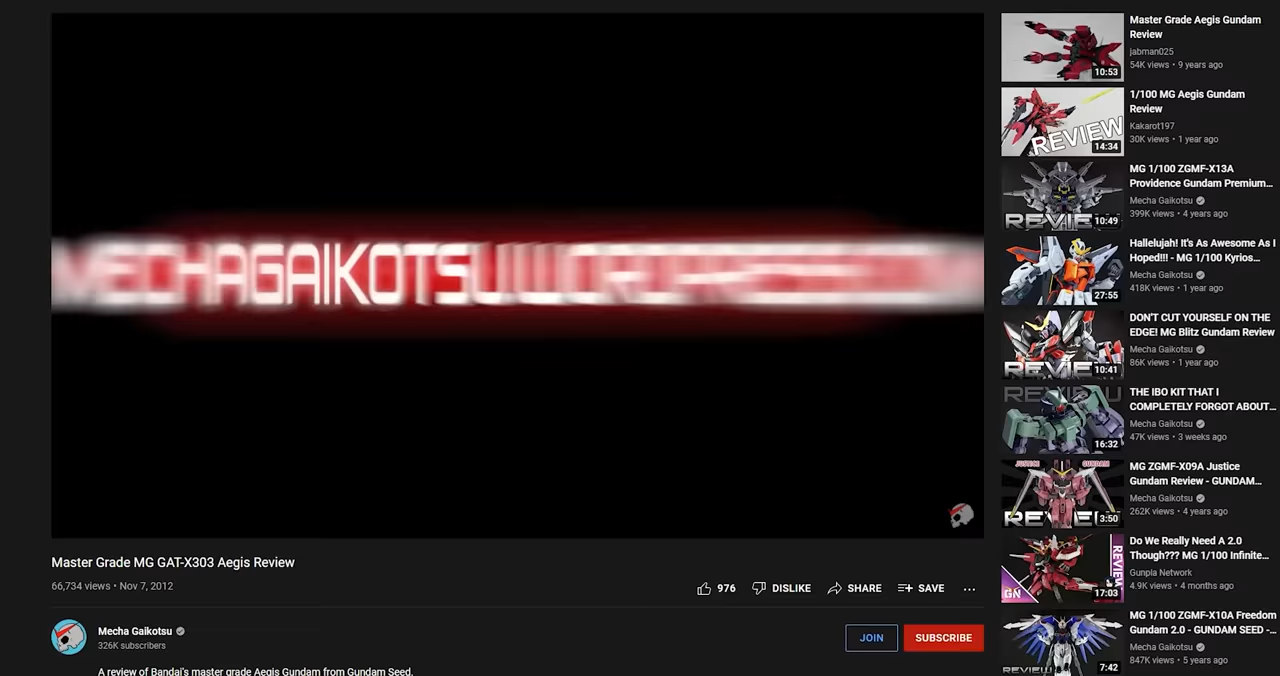 MECHAGAIKOTSU.WORDPRESS.COM
Master Grade MG GAT-X303 Aegis Review
66,734 views • Nov 7, 2012
976
DISLIKE
SHARE
SAVE
Mecha Gaikotsu
326K subscribers
JOIN
SUBSCRIBE
A review of Bandai's master grade Aegis Gundam from Gundam Seed.
10:53
Master Grade Aegis Gundam
Review
jabman025
54K views • 9 years ago
REVIEW
14:34
1/100 MG Aegis Gundam
Review
Kakarot197
30K views • 1 year ago
REVIE
10:49
MG 1/100 ZGMF-X13A
Providence Gundam Premium...
Mecha Gaikotsu
399K views • 4 years ago
27:55
Hallelujah! It's As Awesome As I
Hoped!!! - MG 1/100 Kyrios...
Mecha Gaikotsu
418K views • 1 year ago
REVIE
10:41
DON'T CUT YOURSELF ON THE
EDGE! MG Blitz Gundam Review
Mecha Gaikotsu
86K views • 1 year ago
16:32
THE IBO KIT THAT I
COMPLETELY FORGOT ABOUT...
Mecha Gaikotsu
47K views • 3 weeks ago
JUSTICE GUNDAM
REVIE
3:50
MG ZGMF-X09A Justice
Gundam Review - GUNDAM...
Mecha Gaikotsu
262K views • 4 years ago
REVIEW
GN
17:03
Do We Really Need A 2.0
Though??? MG 1/100 Infinite...
Gunpla Network
4.9K views • 4 months ago
REVIEW
7:42
MG 1/100 ZGMF-X10A Freedom
Gundam 2.0 - GUNDAM SEED -...
Mecha Gaikotsu
847K views • 5 years ago